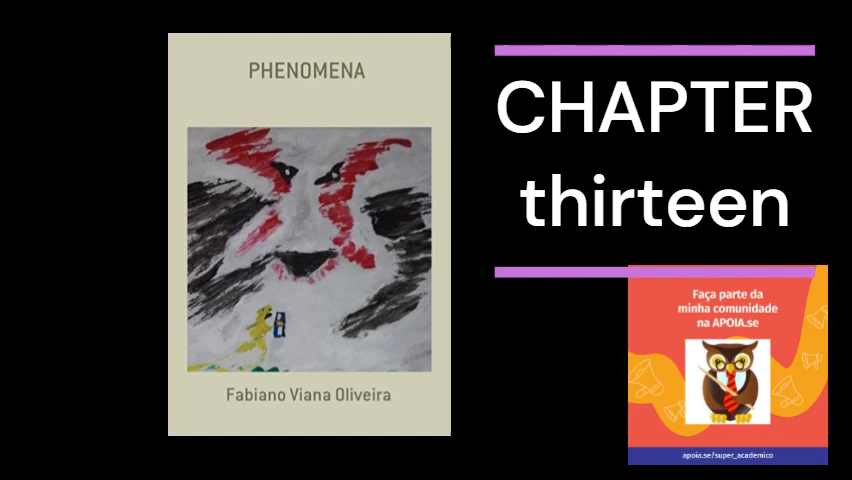 PHENOMENA
Fabiano Viana Oliveira
CHAPTER
thirteen
Faça parte da
minha comunidade
na APOIA.se
apoia.se/super_academico